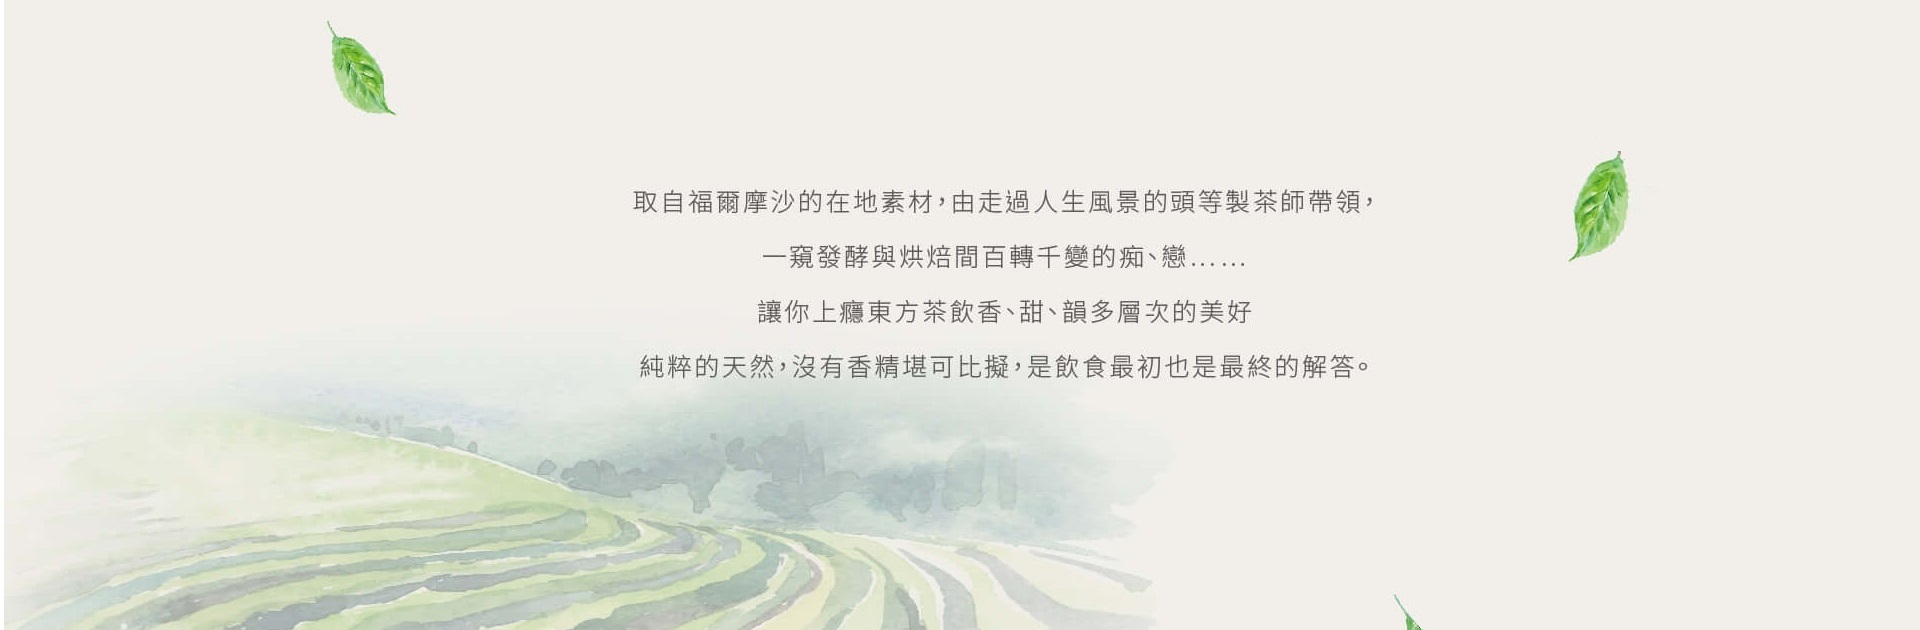 取自福爾摩沙的在地素材，由走過人生風景的頭等製茶師帶領，
一窺發酵與烘焙間百轉千變的痴、戀……
讓你上癮東方茶飲香、甜、韻多層次的美好
純粹的天然，沒有香精堪可比擬，是飲食最初也是最終的解答。